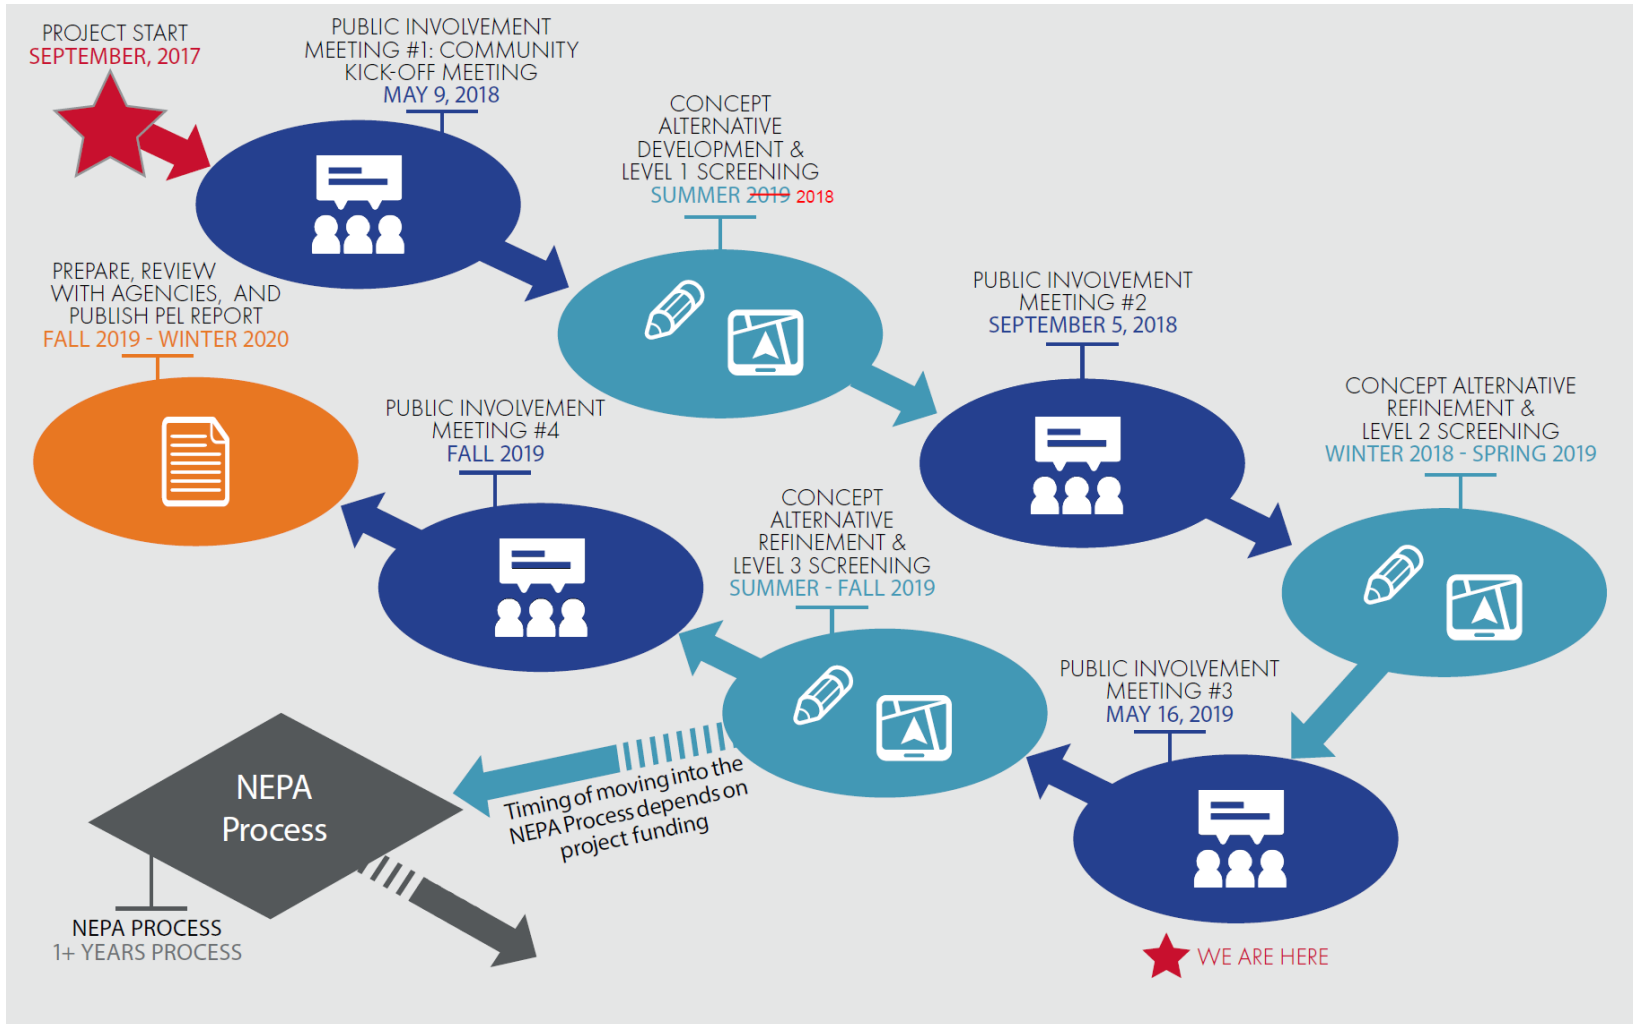 PROJECT START
SEPTEMBER, 2017
PUBLIC INVOLVEMENT
MEETING #1: COMMUNITY
KICK-OFF MEETING
MAY 9, 2018
CONCEPT
ALTERNATIVE
DEVELOPMENT &
LEVEL 1 SCREENING
SUMMER 2019 2018
PUBLIC INVOLVEMENT
MEETING #2
SEPTEMBER 5, 2018
CONCEPT ALTERNATIVE
REFINEMENT &
LEVEL 2 SCREENING
WINTER 2018 - SPRING 2019
PUBLIC INVOLVEMENT
MEETING #3
MAY 16, 2019
WE ARE HERE
CONCEPT
ALTERNATIVE
REFINEMENT &
LEVEL 3 SCREENING
SUMMER - FALL 2019
PUBLIC INVOLVEMENT
MEETING #4
FALL 2019
PREPARE, REVIEW
WITH AGENCIES, AND
PUBLISH PEL REPORT
FALL 2019 - WINTER 2020
Timing of moving into the
NEPA Process depends on
project funding
NEPA
Process
NEPA PROCESS
1+ YEARS PROCESS